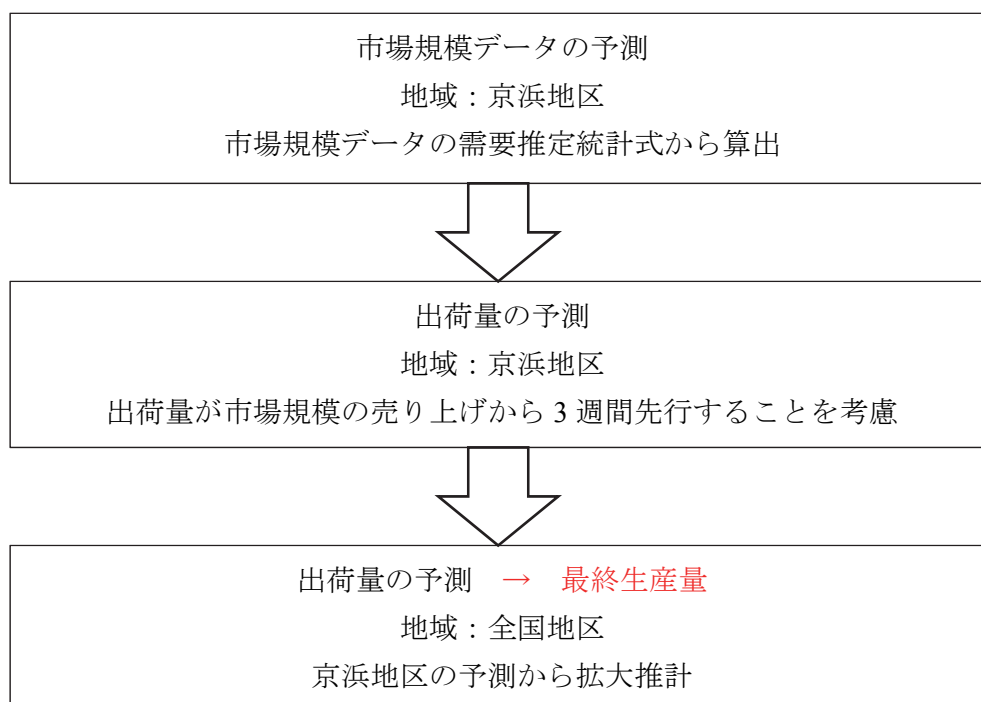 市場規模データの予測
地域：京浜地区
市場規模データの需要推定統計式から算出
出荷量の予測
地域：京浜地区
出荷量が市場規模の売り上げから 3 週間先行することを考慮
出荷量の予測　→　最終生産量
地域：全国地区
京浜地区の予測から拡大推計